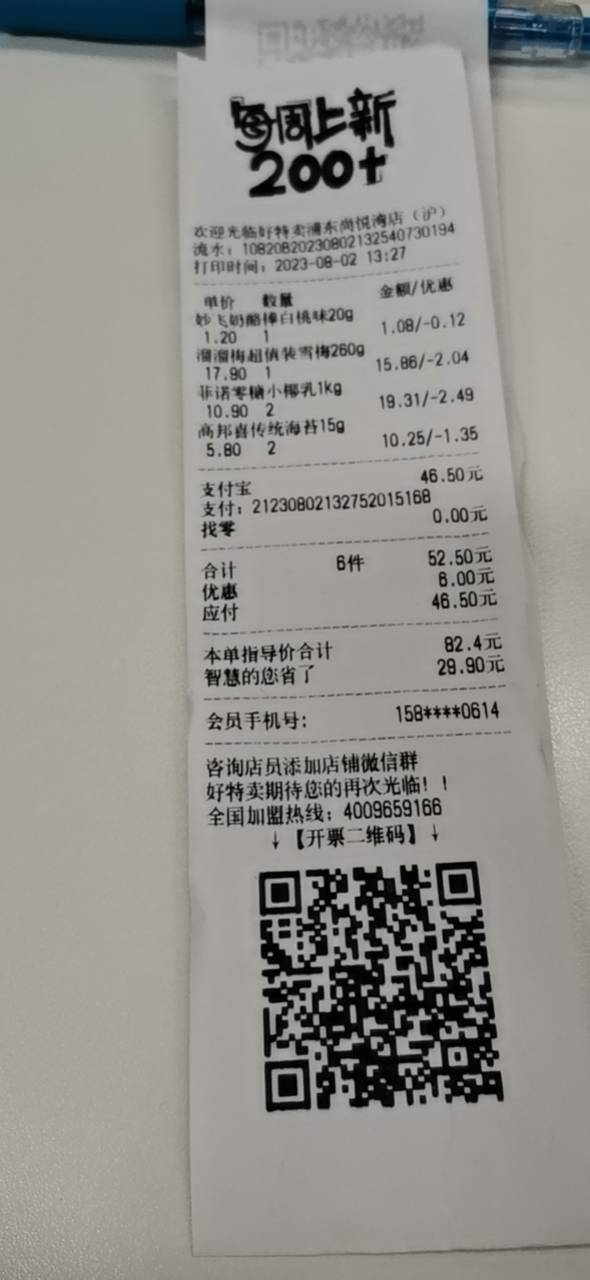 每周上新
200+
欢迎光临好特卖浦东尚悦湾店（沪）
流水：108208202308021325407301​94
打印时间：2023-08-02 13:27
单价 数量 金额/优惠
妙飞奶酪棒白桃味20g
1.20 1 1.08/-0.12
溜溜梅超值装雪梅260g
17.90 1 15.86/-2.04
菲诺零糖小椰乳1kg
10.90 2 19.31/-2.49
高邦喜传统海苔15g
5.80 2 10.25/-1.35
支付宝 46.50元
支付：21230802132752015168
找零 0.00元
合计 6件 52.50元
优惠 6.00元
应付 46.50元
本单指导价合计 82.4元
智慧的您省了 29.90元
会员手机号: 158****0614
咨询店员添加店铺微信群
好特卖期待您的再次光临！！
全国加盟热线：4009659166
↓【开票二维码】↓